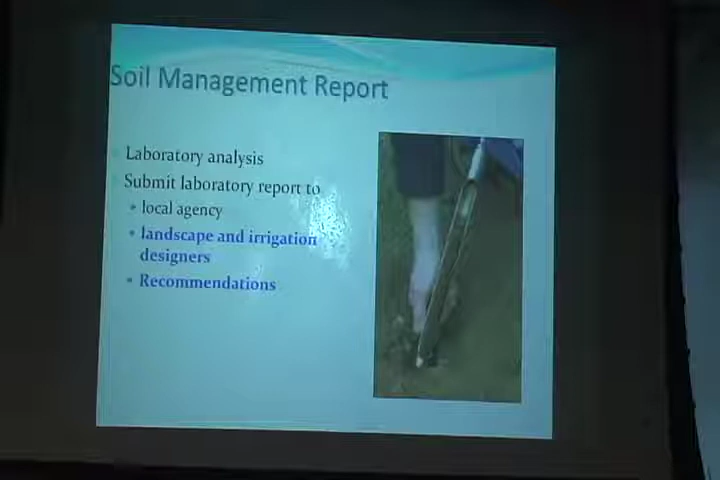 Soil Management Report
Laboratory analysis
Submit laboratory report to
local agency
landscape and irrigation
designers
Recommendations